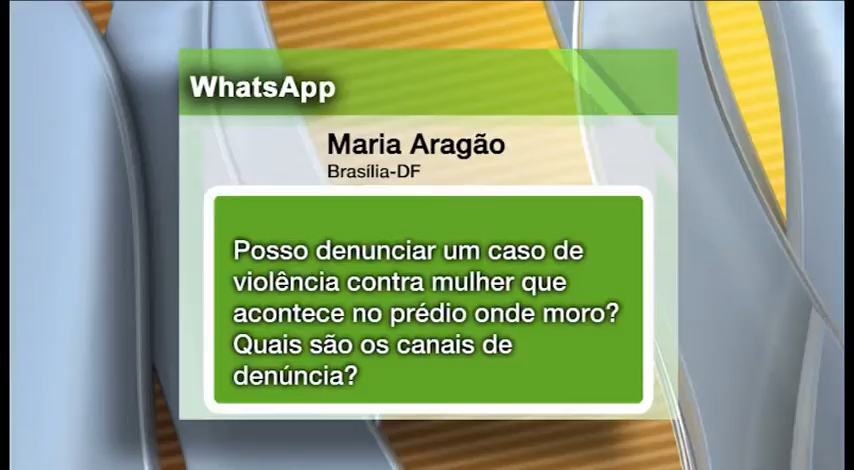 WhatsApp
Maria Aragão
Brasília-DF
Posso denunciar um caso de
violência contra mulher que
acontece no prédio onde moro?
Quais são os canais de
denúncia?